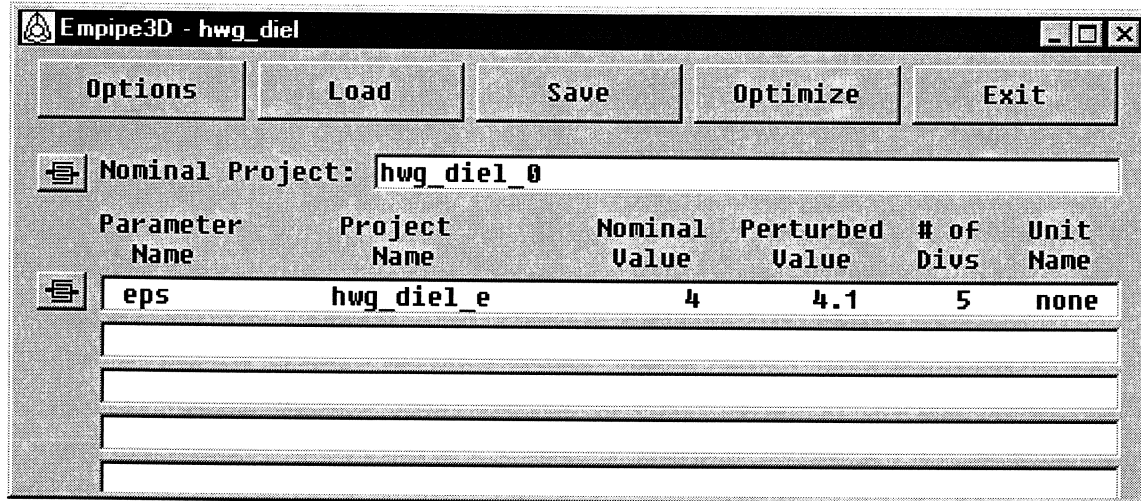 Empipe3D - hwg_diel
Options Load Save Optimize Exit
Nominal Project: hwg_diel_0
Parameter Project Nominal Perturbed # of Unit
Name Name Value Value Divs Name
eps hwg_diel_e 4 4.1 5 none